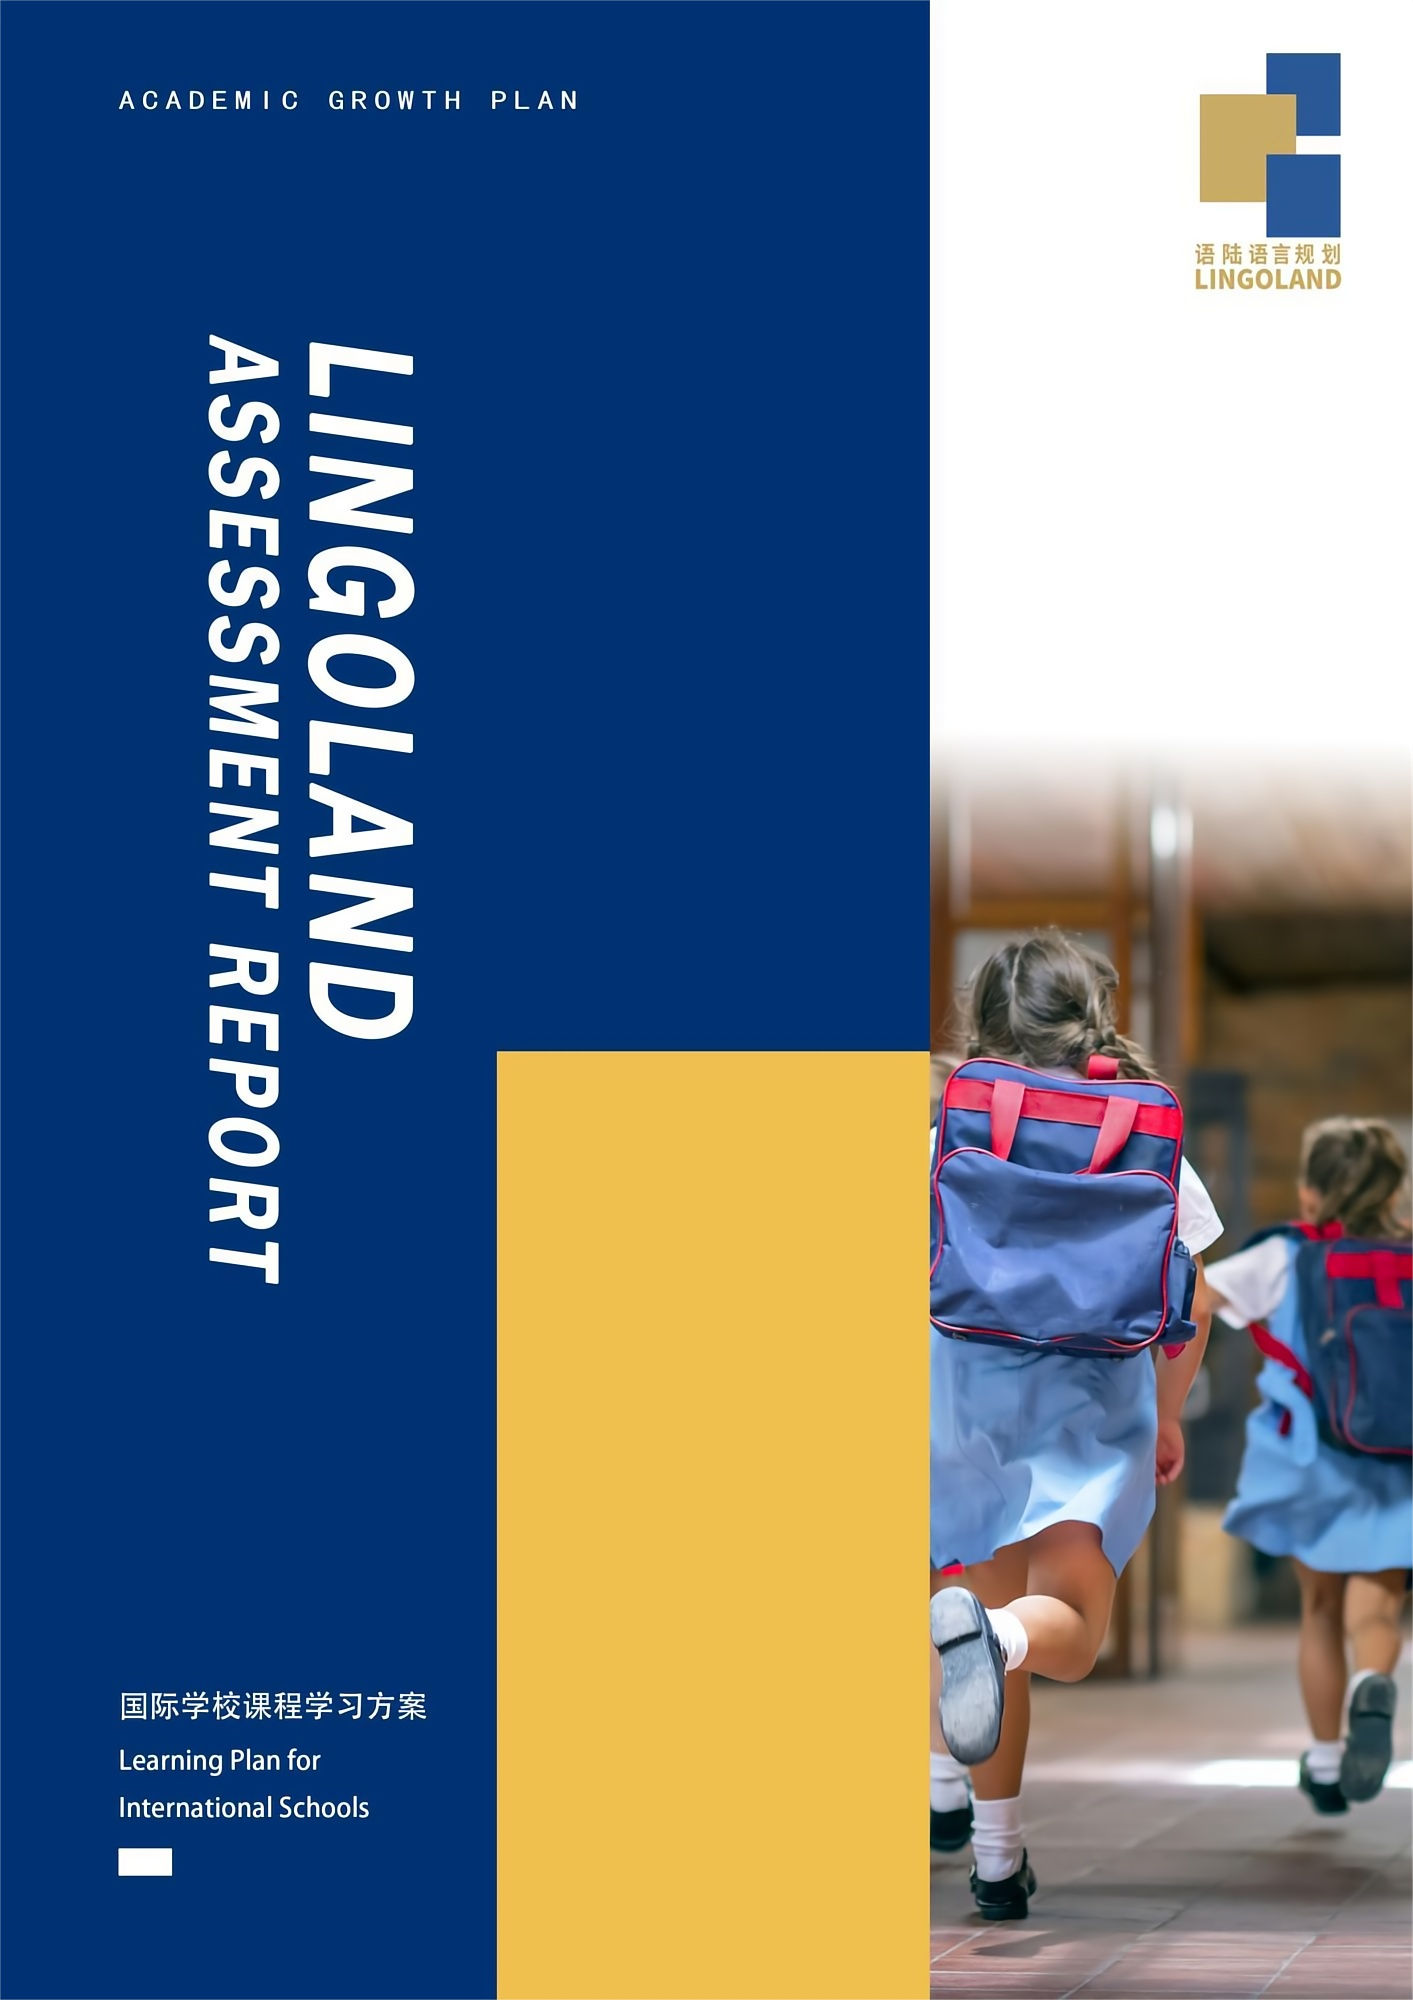 ACADEMIC GROWTH PLAN
语陆语言规划
LINGOLAND
LINGOLAND
ASSESSMENT REPORT
国际学校课程学习方案
Learning Plan for
International Schools